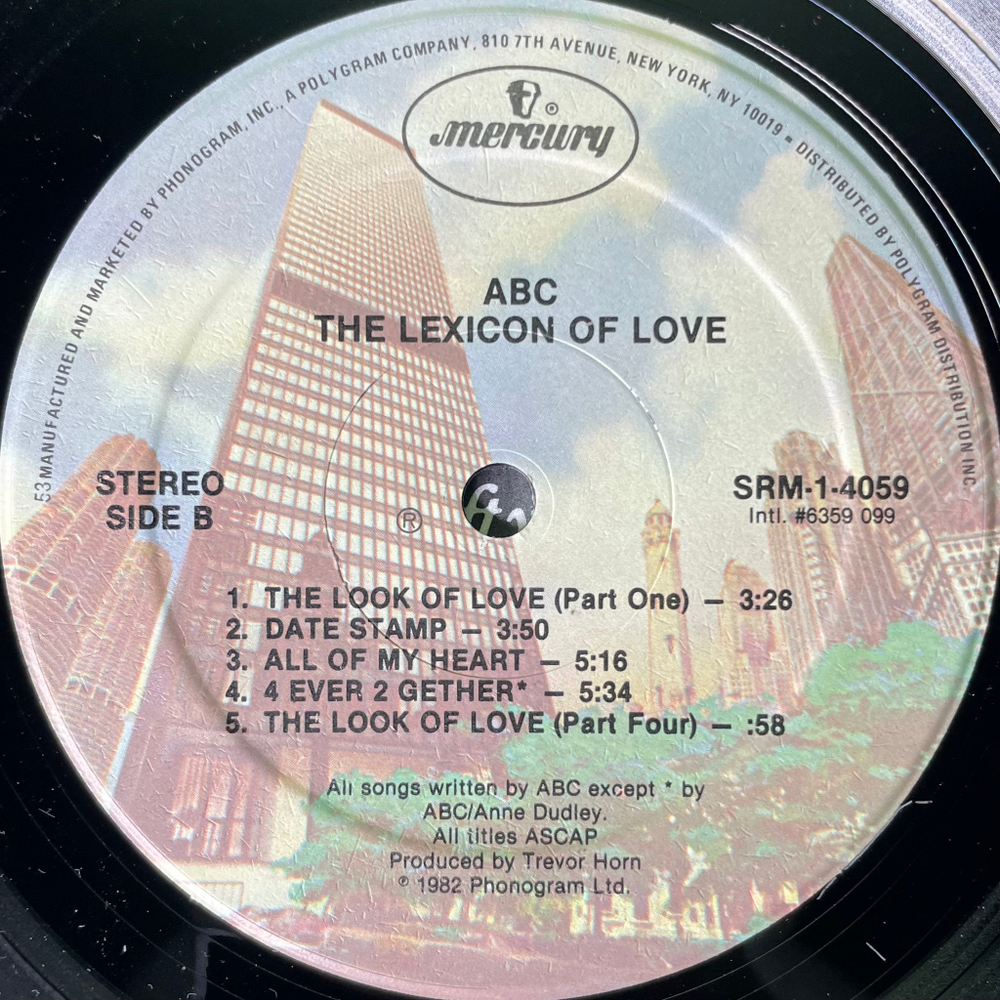 53 MANUFACTURED AND MARKETED BY PHONOGRAM, INC., A POLYGRAM COMPANY, 810 7TH AVENUE, NEW YORK, NY 10019 • DISTRIBUTED BY POLYGRAM DISTRIBUTION INC
mercury ®
ABC
THE LEXICON OF LOVE
STEREO
SIDE B
®
SRM-1-4059
Intl. #6359 099
1. THE LOOK OF LOVE (Part One) — 3:26
2. DATE STAMP — 3:50
3. ALL OF MY HEART — 5:16
4. 4 EVER 2 GETHER* — 5:34
5. THE LOOK OF LOVE (Part Four) — :58
All songs written by ABC except * by
ABC/Anne Dudley.
All titles ASCAP
Produced by Trevor Horn
℗ 1982 Phonogram Ltd.